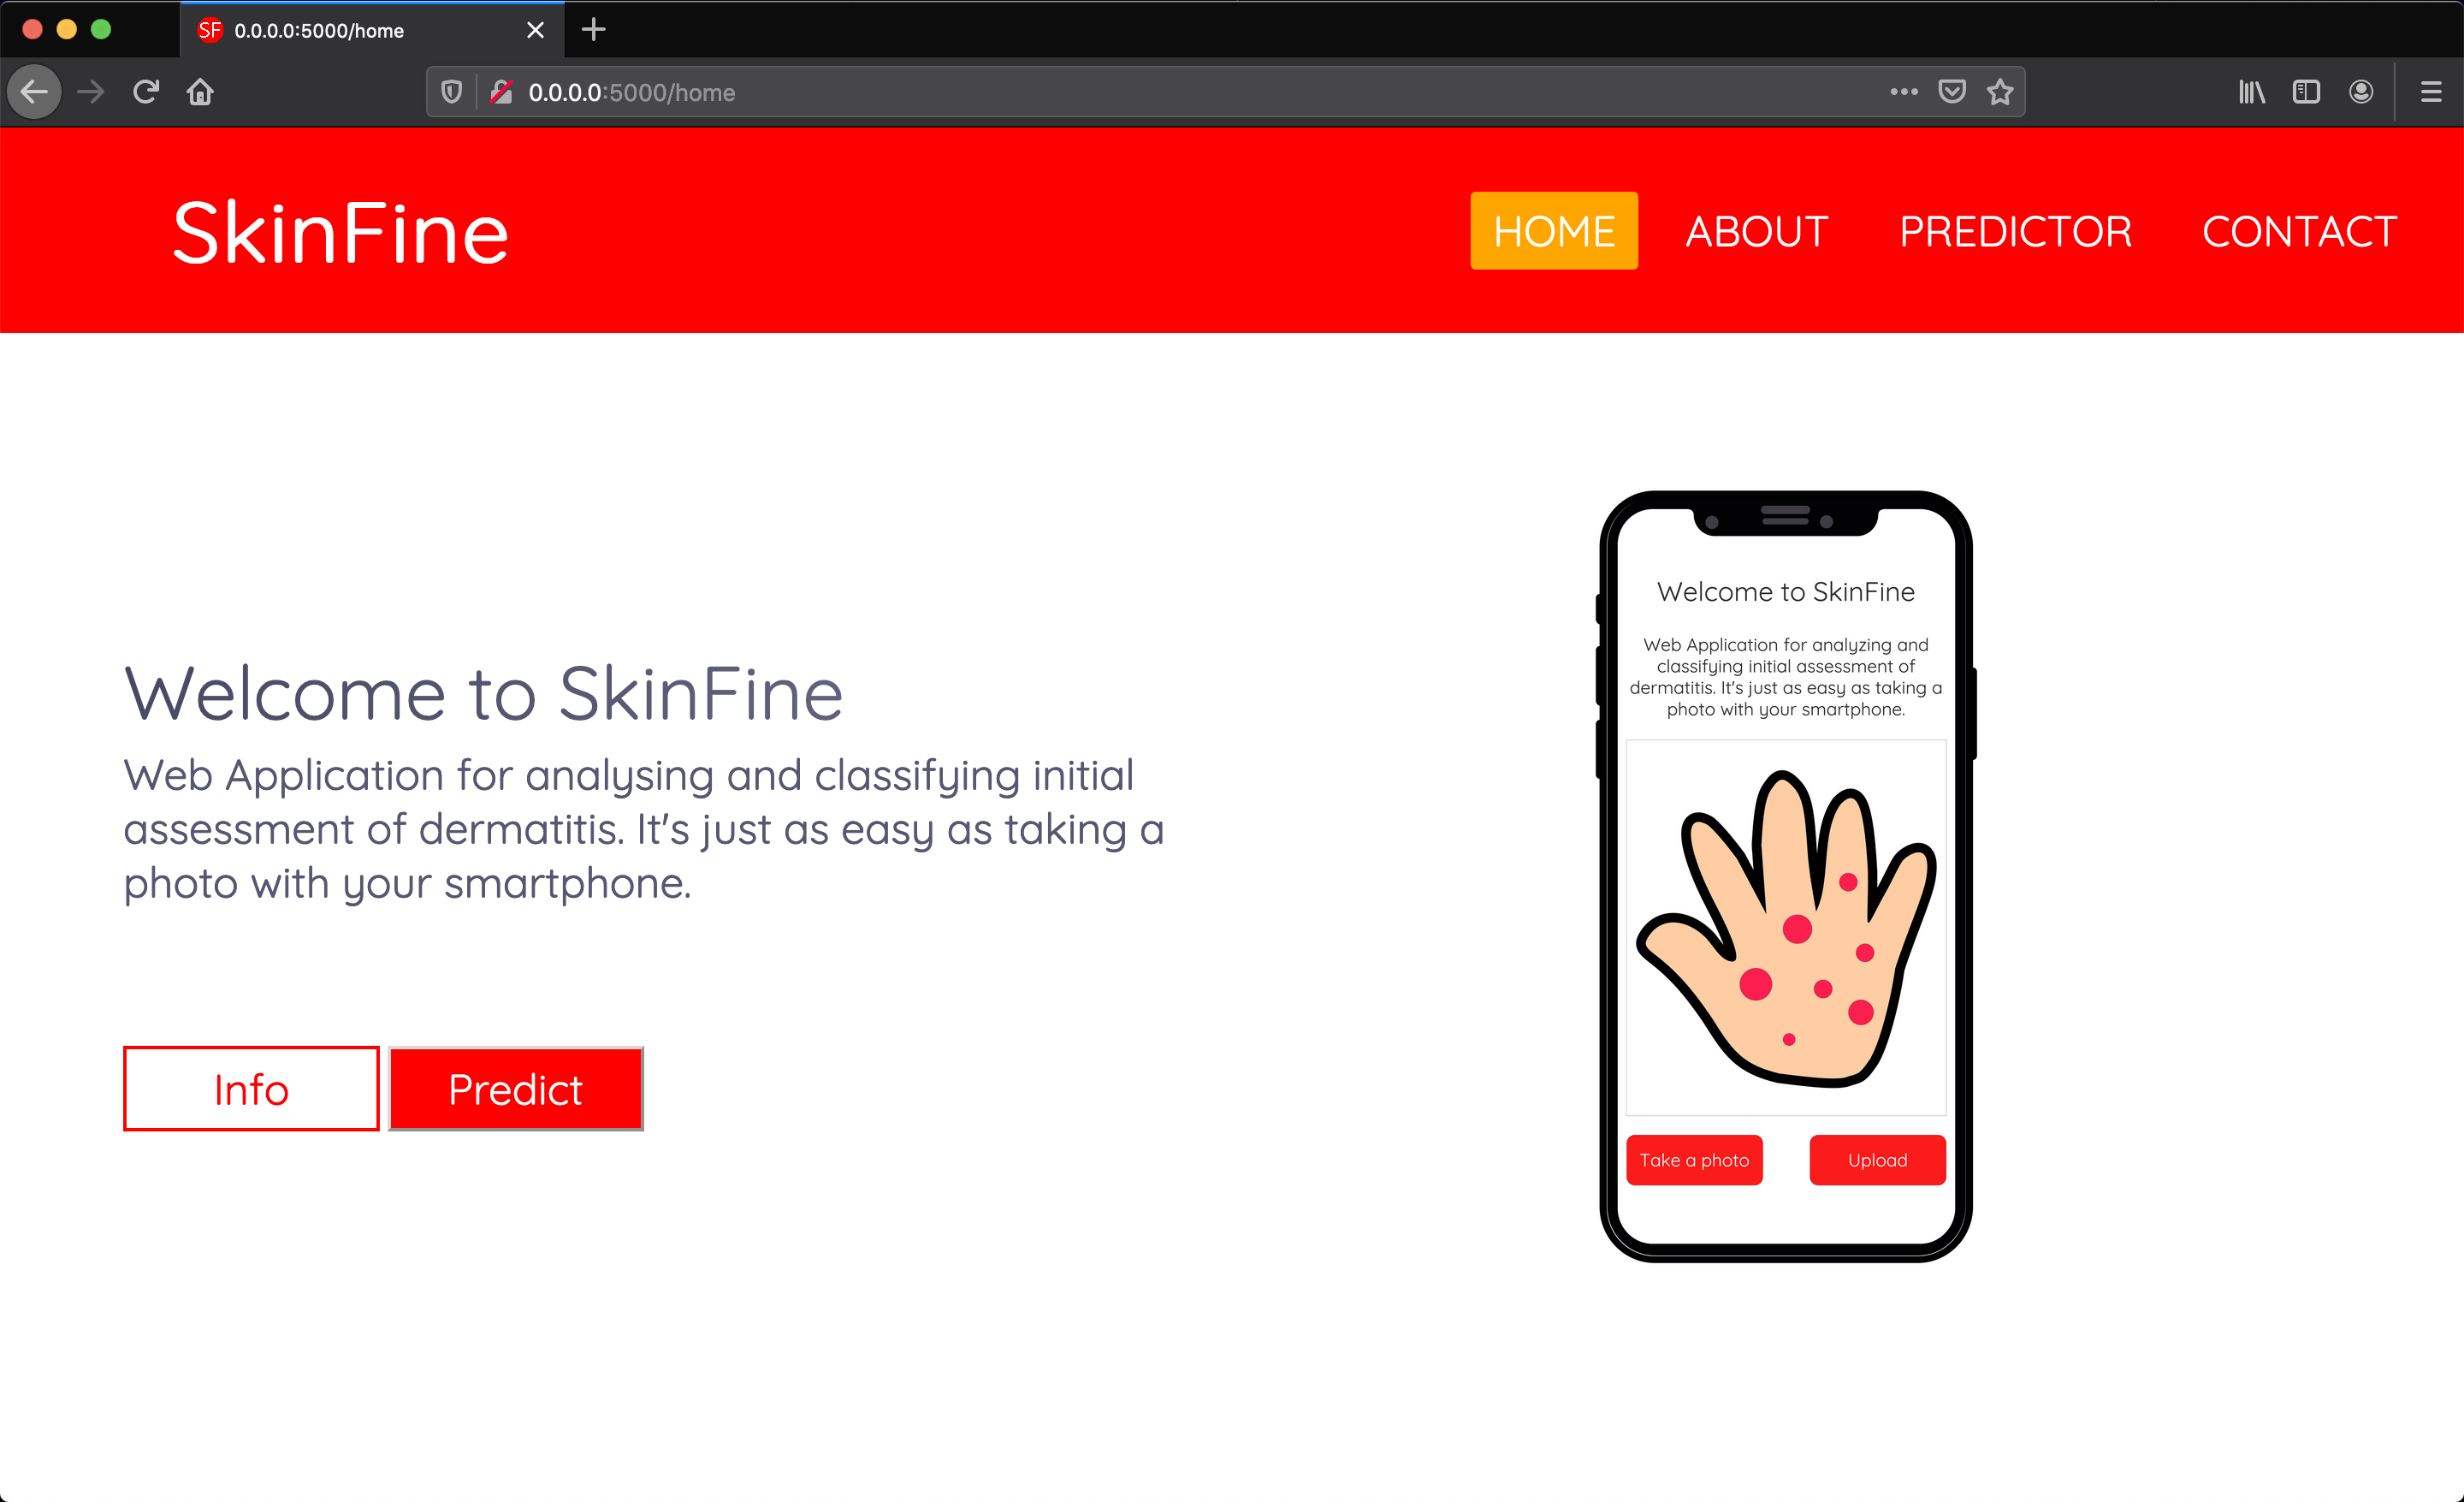 SF 0.0.0.0:5000/home
0.0.0.0:5000/home
SkinFine
HOME ABOUT PREDICTOR CONTACT
Welcome to SkinFine
Web Application for analysing and classifying initial
assessment of dermatitis. It's just as easy as taking a
photo with your smartphone.
Info Predict
Welcome to SkinFine
Web Application for analyzing and
classifying initial assessment of
dermatitis. It's just as easy as taking a
photo with your smartphone.
Take a photo Upload